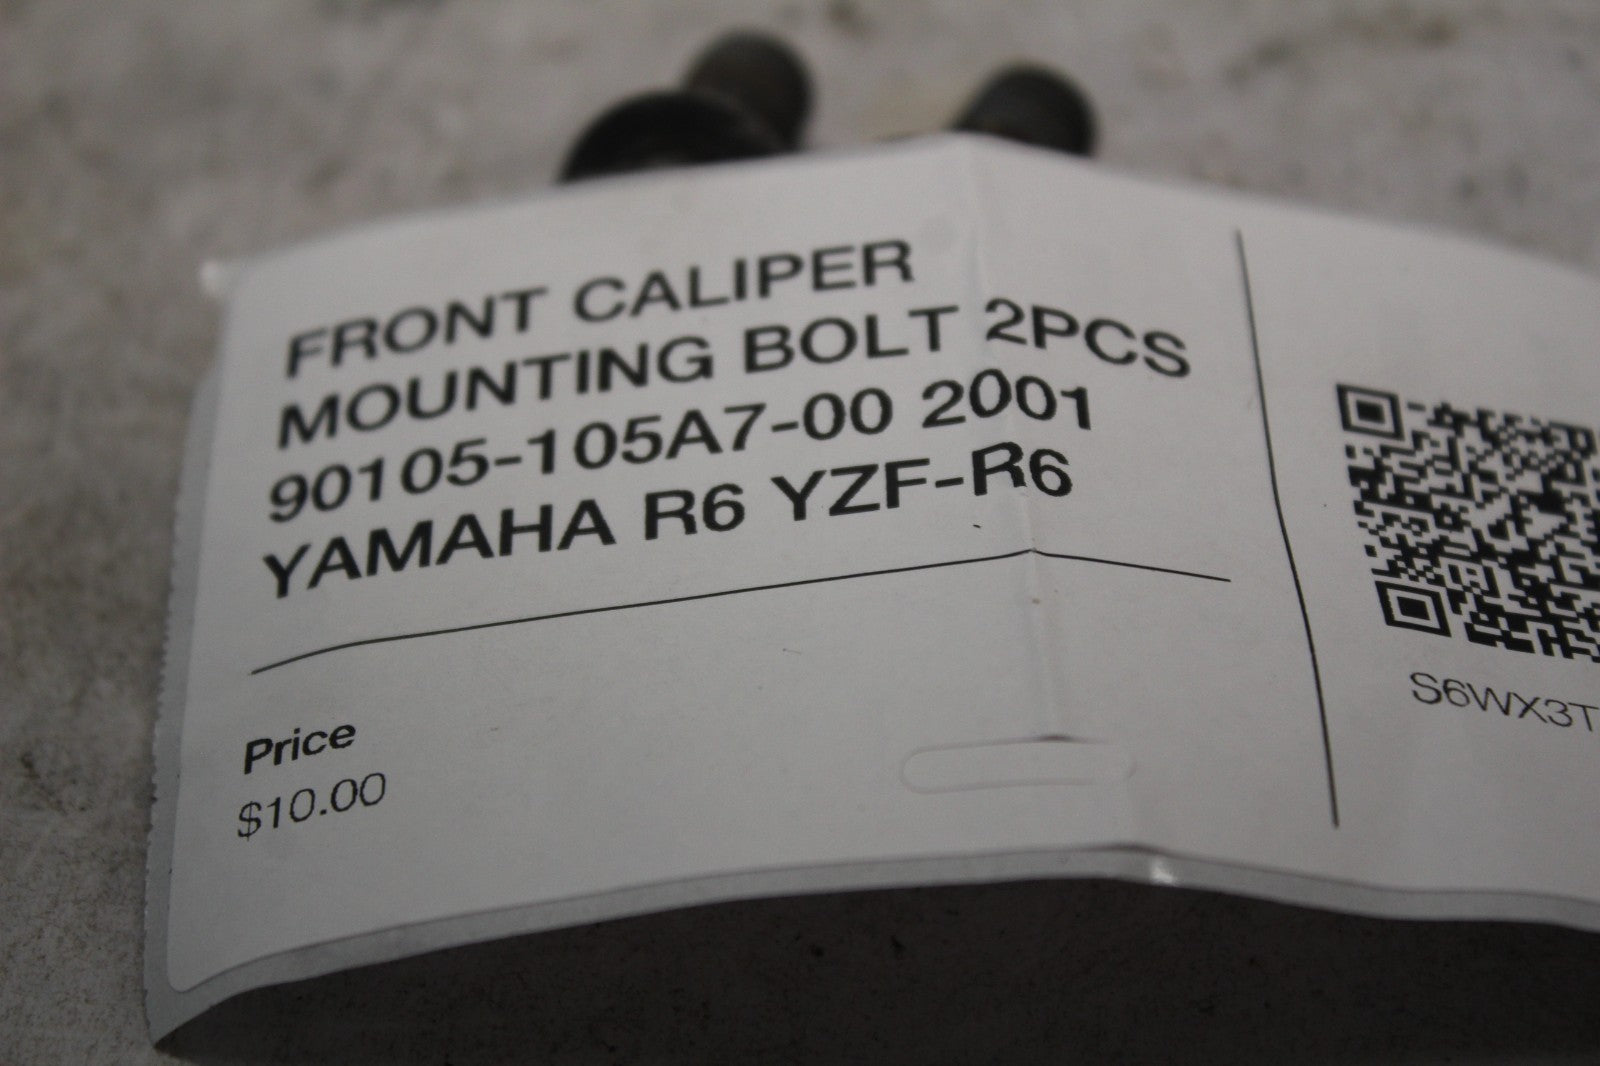 FRONT CALIPER
MOUNTING BOLT 2PCS
90105-105A7-00 2001
YAMAHA R6 YZF-R6
Price
$10.00
S6WX3T